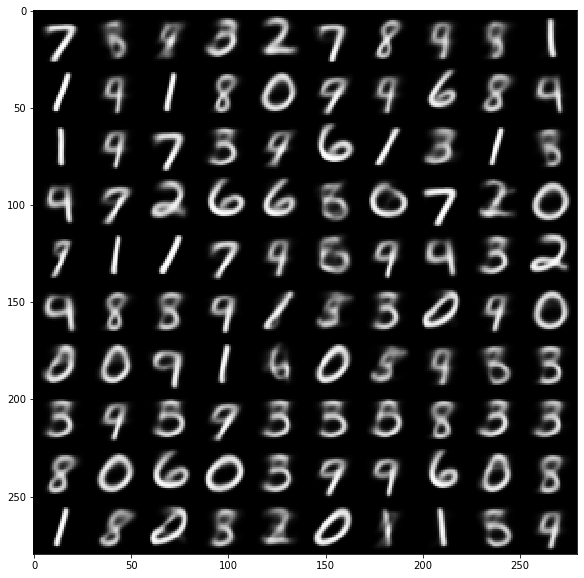 0
7 3 2 7 8 9 1
1 9 1 8 0 9 9 6 8 9
50
1 9 7 3 9 6 1 3 1
9 9 2 6 6 0 7 2 0
100
9 1 1 7 9 9 9 3 2
150
9 8 8 9 1 3 0 9 0
0 0 9 1 6 0 5 9 3
200
3 9 3 9 3 3 8 8 3 3
8 0 6 0 3 9 9 6 0 8
250
1 8 0 3 2 0 1 5 9
0 50 100 150 200 250